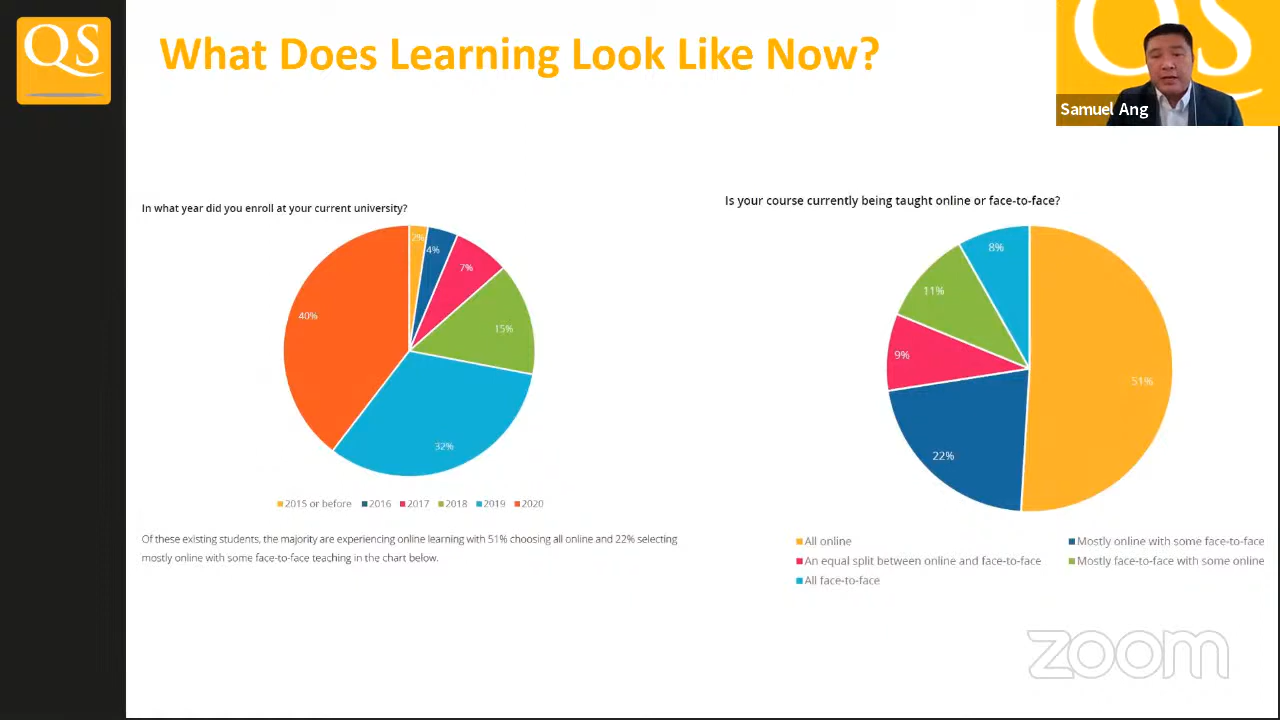 QS
What Does Learning Look Like Now?
QS
Samuel Ang
In what year did you enroll at your current university?
2%
4%
7%
15%
32%
40%
2015 or before 2016 2017 2018 2019 2020
Of these existing students, the majority are experiencing online learning with 51% choosing all online and 22% selecting
mostly online with some face-to-face teaching in the chart below.
Is your course currently being taught online or face-to-face?
8%
11%
9%
22%
51%
All online Mostly online with some face-to-face
An equal split between online and face-to-face Mostly face-to-face with some online
All face-to-face
zoom